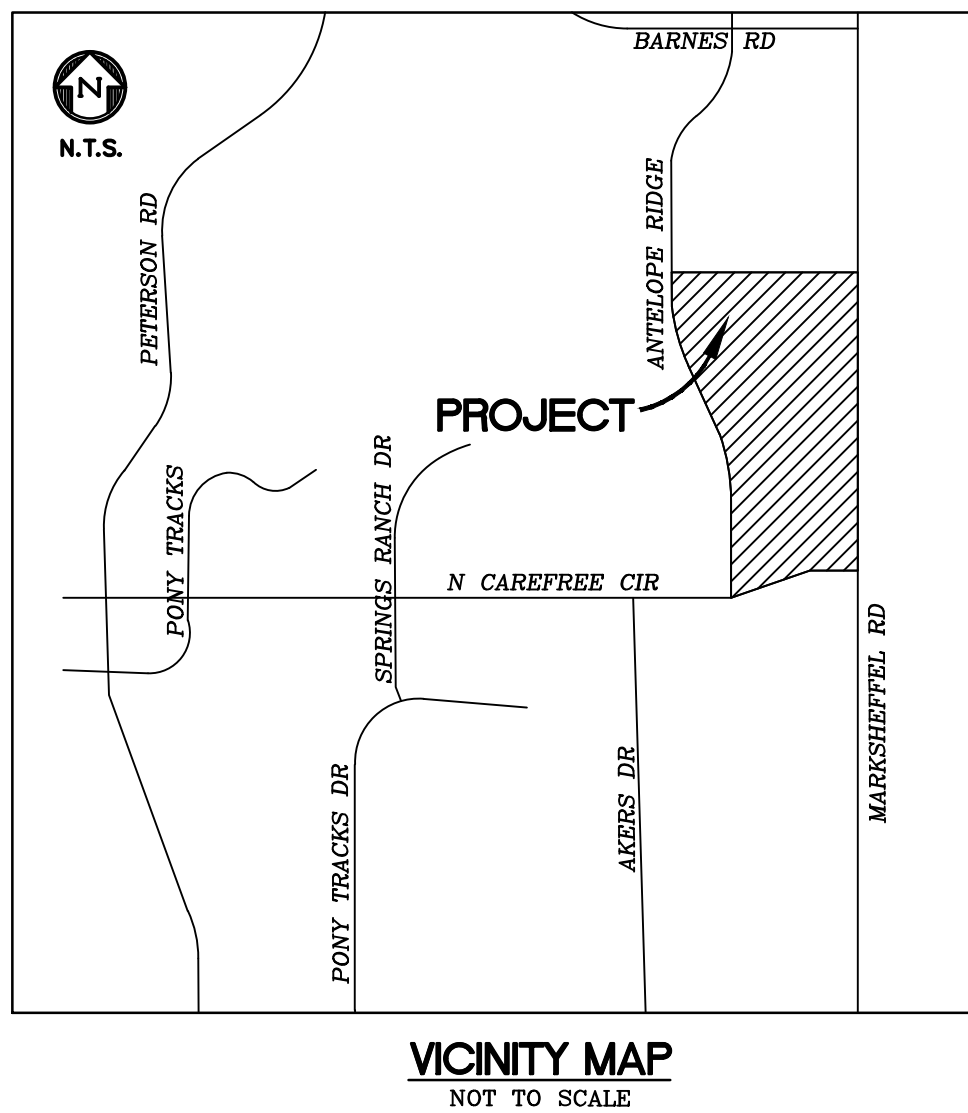 BARNES RD
N
N.T.S.
PETERSON RD
ANTELOPE RIDGE
PROJECT
PONY TRACKS
SPRINGS RANCH DR
N CAREFREE CIR
MARKSHEFFEL RD
PONY TRACKS DR
AKERS DR
VICINITY MAP
NOT TO SCALE